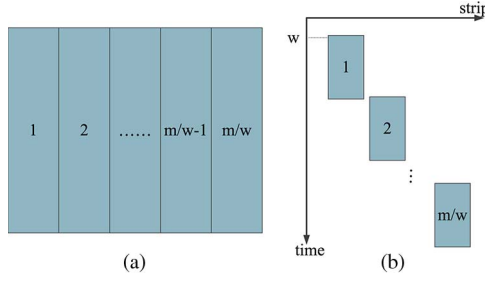 strip
w
1
1 2 ...... m/w-1 m/w
2
⋮
m/w
time
(a) (b)